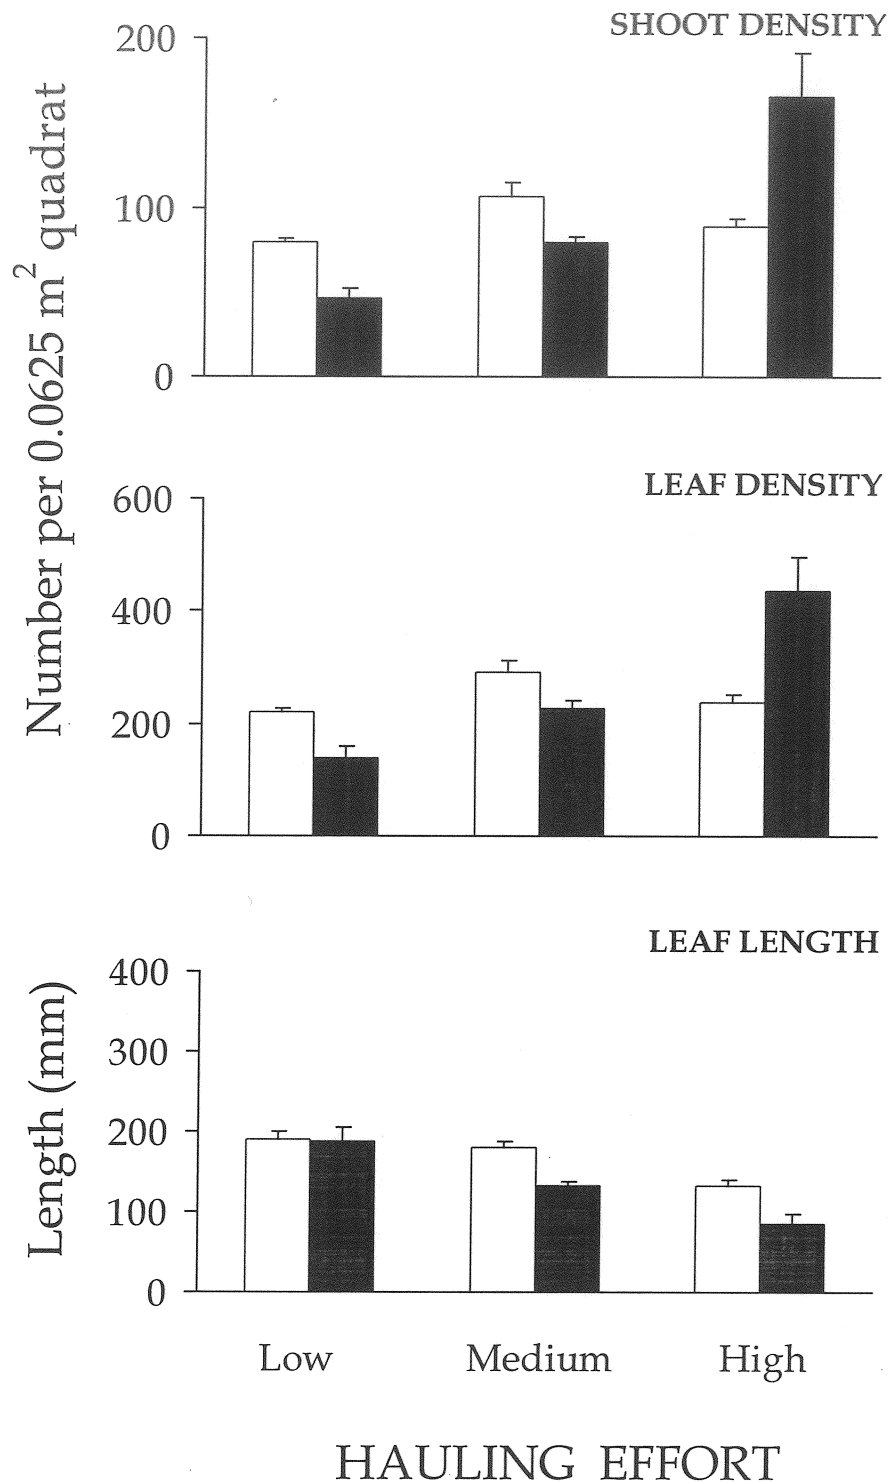 SHOOT DENSITY
200
100
0
Number per 0.0625 m² quadrat
LEAF DENSITY
600
400
200
0
LEAF LENGTH
400
300
200
100
0
Length (mm)
Low Medium High
HAULING EFFORT